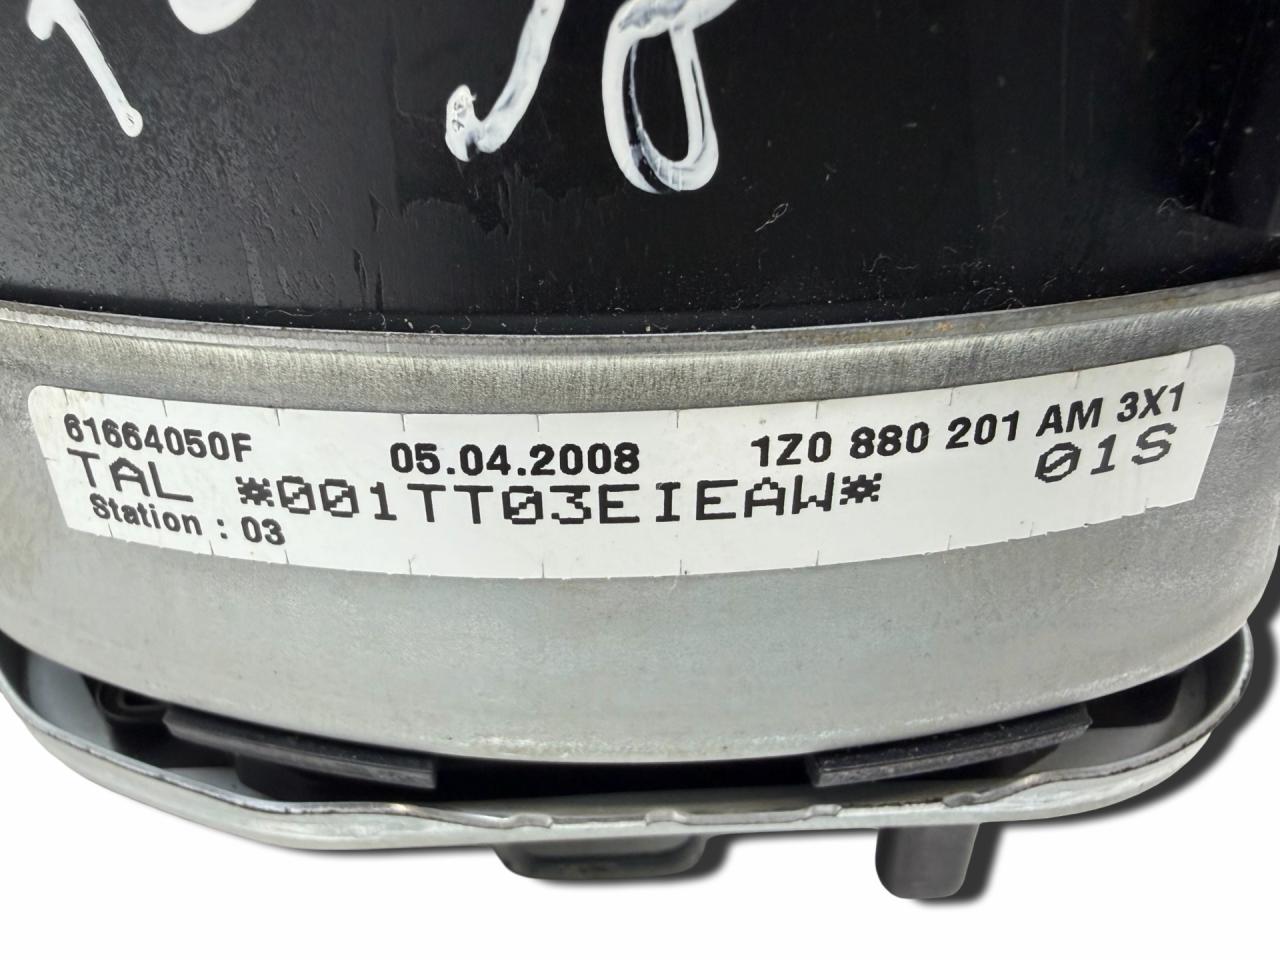 61664050F 05.04.2008 1Z0 880 201 AM 3X1
TAL *001TT03EIEAW* 01S
Station : 03